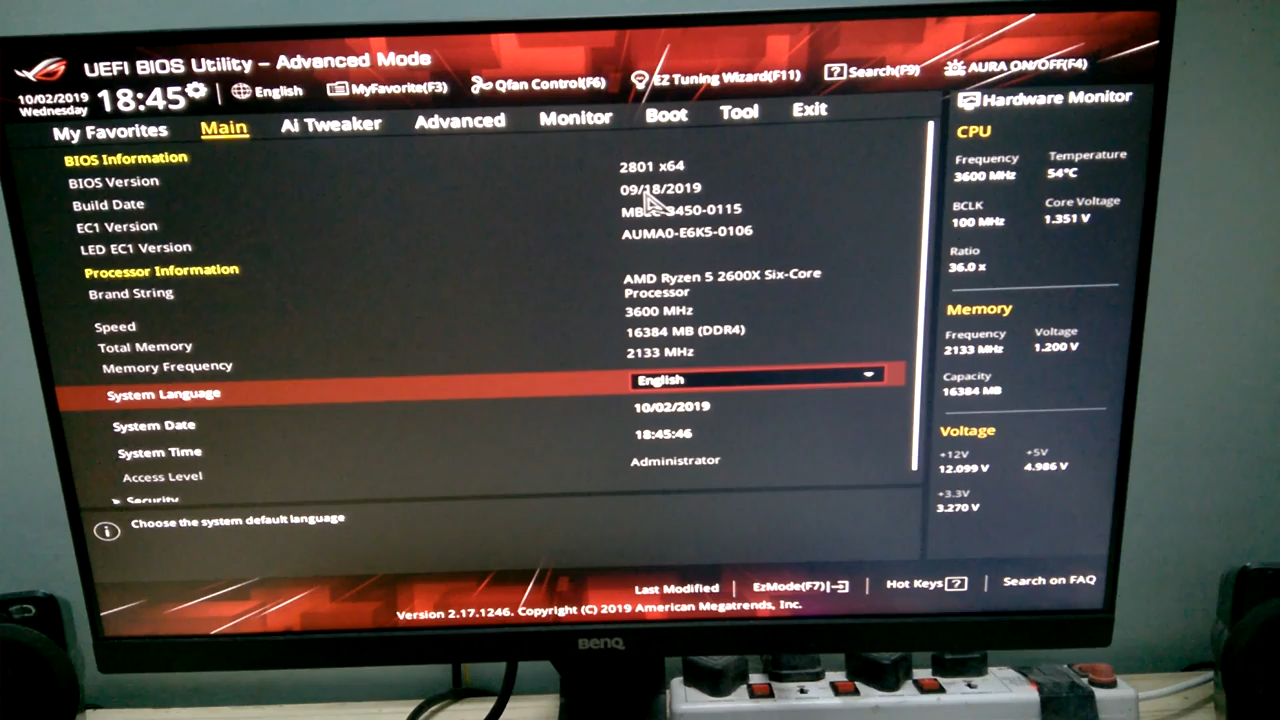 UEFI BIOS Utility – Advanced Mode
10/02/2019
Wednesday
18:45
English
MyFavorite(F3)
Qfan Control(F6)
EZ Tuning Wizard(F11)
Search(F9)
AURA ON/OFF(F4)
My Favorites Main Ai Tweaker Advanced Monitor Boot Tool Exit
BIOS Information
BIOS Version 2801 x64
Build Date 09/18/2019
EC1 Version
LED EC1 Version AUMA0-E6K5-0106
Processor Information
Brand String AMD Ryzen 5 2600X Six-Core
Processor
Speed 3600 MHz
Total Memory 16384 MB (DDR4)
Memory Frequency 2133 MHz
System Language English
System Date 10/02/2019
System Time 18:45:46
Access Level Administrator
Security
Choose the system default language
Hardware Monitor
CPU
Frequency Temperature
3600 MHz 54°C
BCLK Core Voltage
100 MHz 1.351 V
Ratio
36.0 x
Memory
Frequency Voltage
2133 MHz 1.200 V
Capacity
16384 MB
Voltage
+12V +5V
12.099 V 4.986 V
+3.3V
3.270 V
Last Modified
EzMode(F7)
Hot Keys ?
Search on FAQ
Version 2.17.1246. Copyright (C) 2019 American Megatrends, Inc.
BenQ